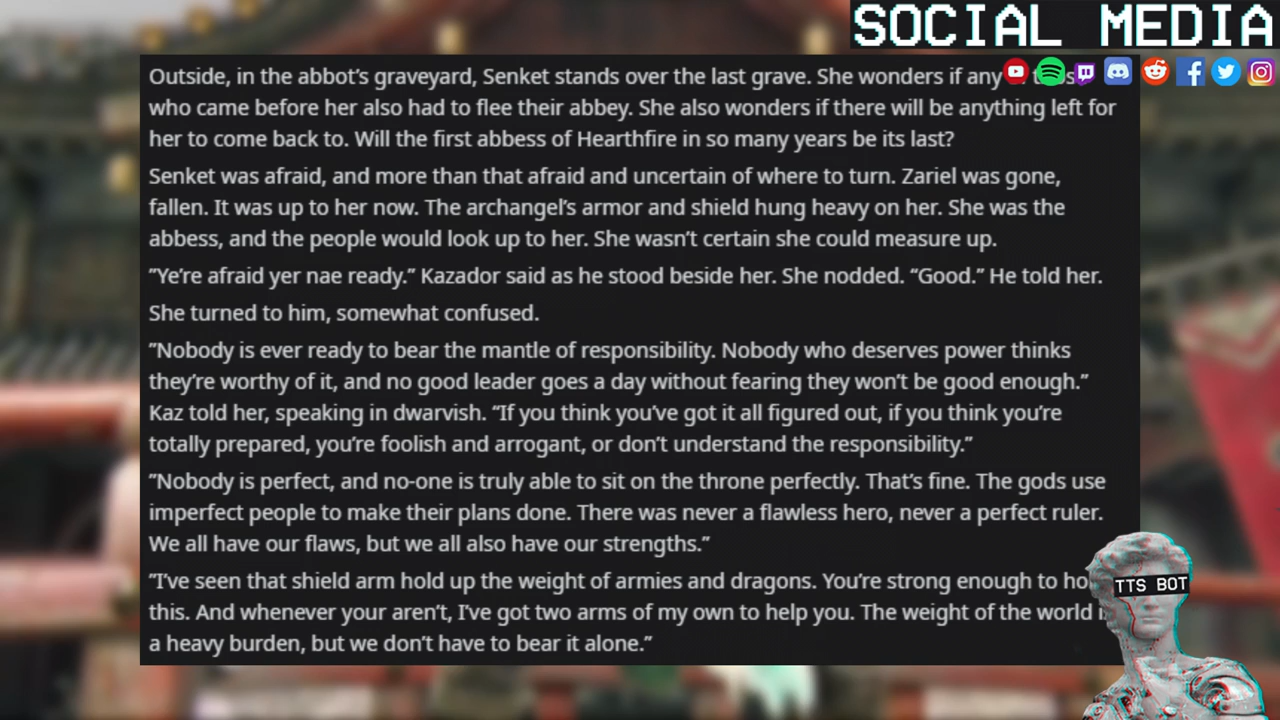 SOCIAL MEDIA
Outside, in the abbot's graveyard, Senket stands over the last grave. She wonders if any
who came before her also had to flee their abbey. She also wonders if there will be anything left for
her to come back to. Will the first abbess of Hearthfire in so many years be its last?
Senket was afraid, and more than that afraid and uncertain of where to turn. Zariel was gone,
fallen. It was up to her now. The archangel's armor and shield hung heavy on her. She was the
abbess, and the people would look up to her. She wasn't certain she could measure up.
"Ye're afraid yer nae ready." Kazador said as he stood beside her. She nodded. "Good." He told her.
She turned to him, somewhat confused.
"Nobody is ever ready to bear the mantle of responsibility. Nobody who deserves power thinks
they're worthy of it, and no good leader goes a day without fearing they won't be good enough."
Kaz told her, speaking in dwarvish. "If you think you've got it all figured out, if you think you're
totally prepared, you're foolish and arrogant, or don't understand the responsibility."
"Nobody is perfect, and no-one is truly able to sit on the throne perfectly. That's fine. The gods use
imperfect people to make their plans done. There was never a flawless hero, never a perfect ruler.
We all have our flaws, but we all also have our strengths."
"I've seen that shield arm hold up the weight of armies and dragons. You're strong enough to
this. And whenever your aren't, I've got two arms of my own to help you. The weight of the world
a heavy burden, but we don't have to bear it alone."
TTS BOT